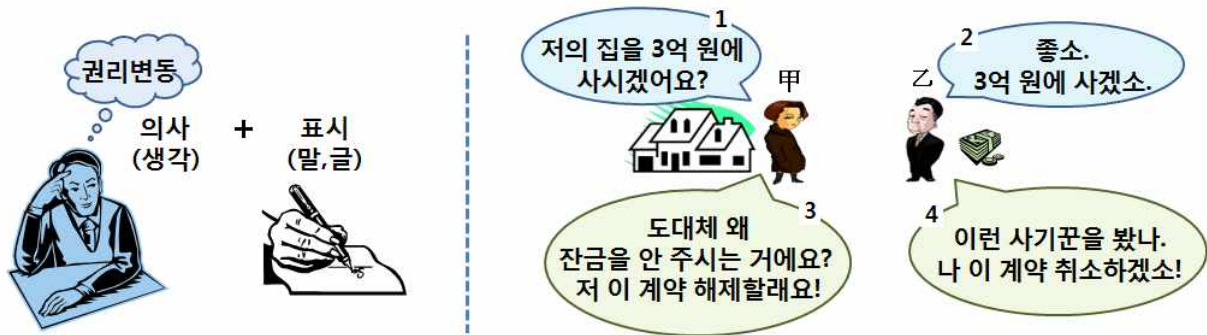 권리변동
의사
(생각)
+
표시
(말,글)
1
저의 집을 3억 원에
사시겠어요?
甲
2
좋소.
3억 원에 사겠소.
乙
3
도대체 왜
잔금을 안 주시는 거에요?
저 이 계약 해제할래요!
4
이런 사기꾼을 봤나.
나 이 계약 취소하겠소!